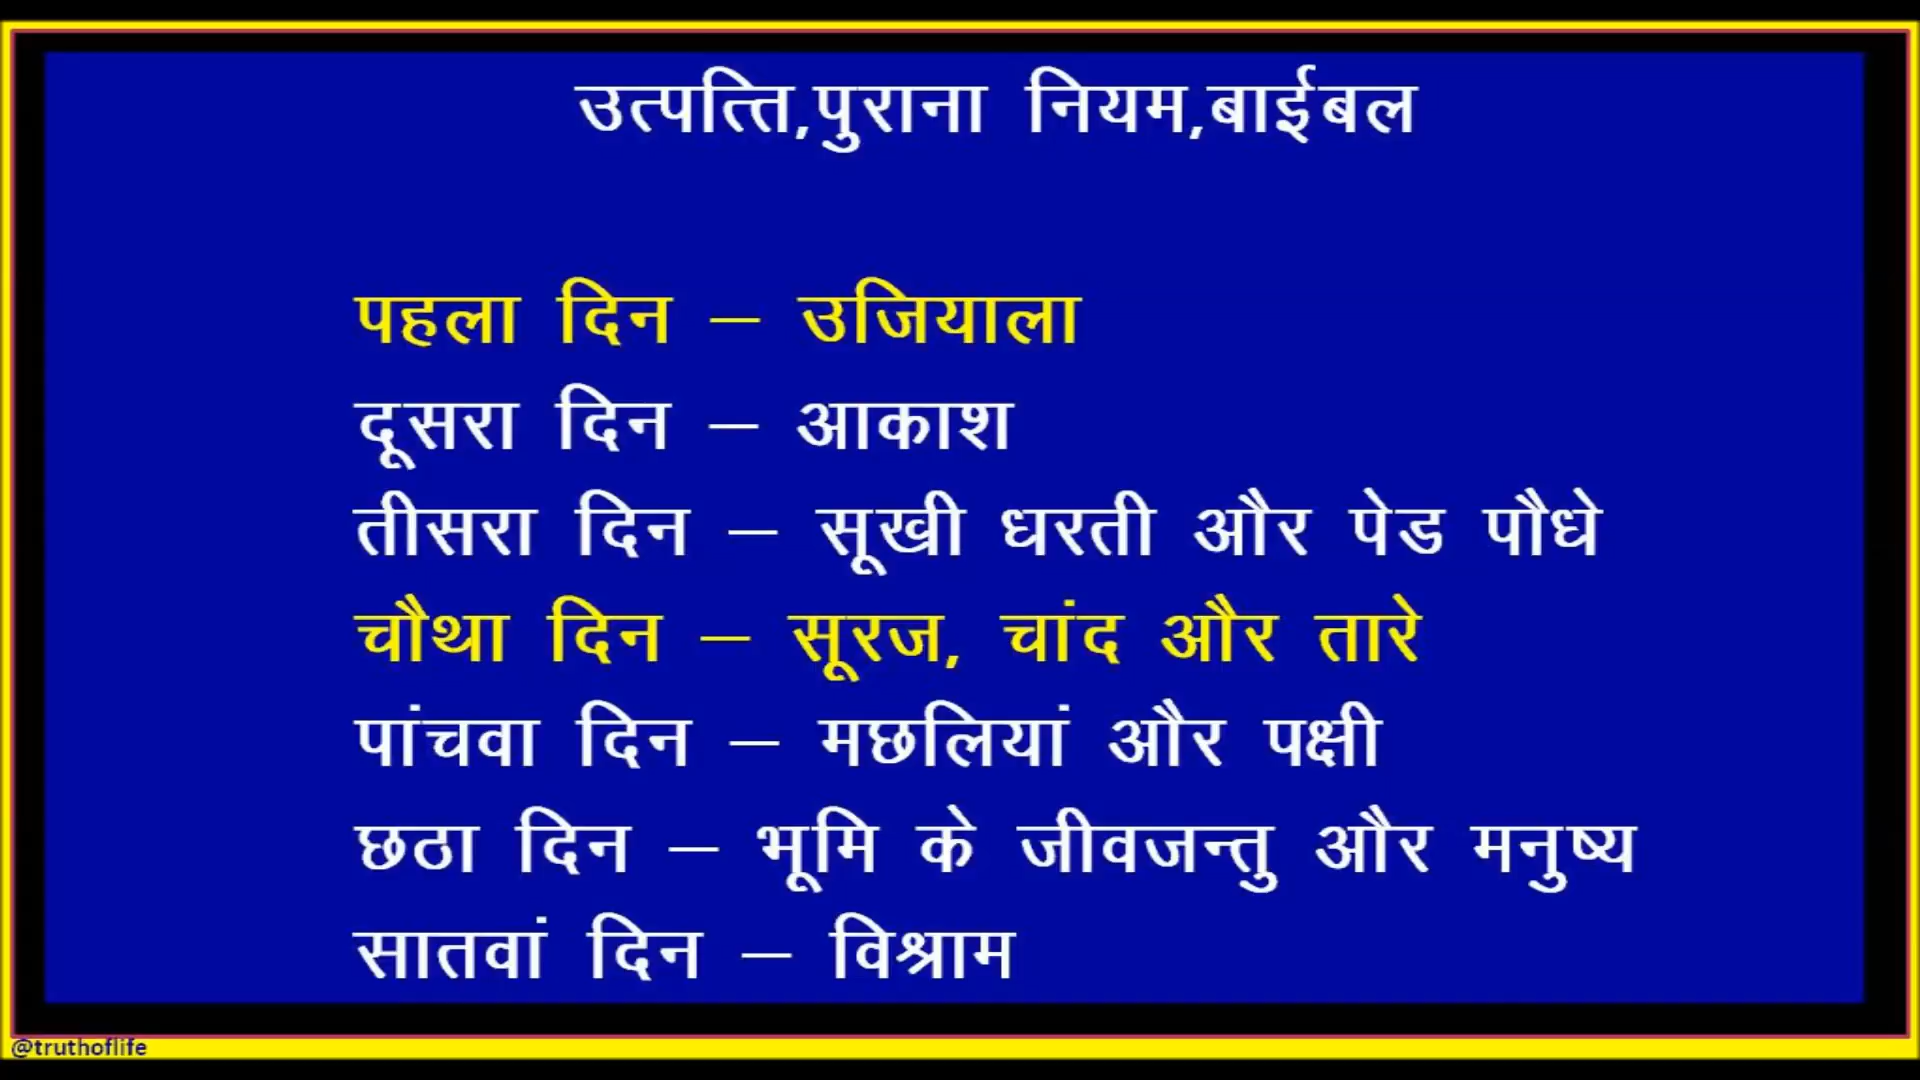 उत्पत्ति,पुराना नियम,बाईबल
पहला दिन – उजियाला
दूसरा दिन – आकाश
तीसरा दिन – सूखी धरती और पेड पौधे
चौथा दिन – सूरज, चांद और तारे
पांचवा दिन – मछलियां और पक्षी
छठा दिन – भूमि के जीवजन्तु और मनुष्य
सातवां दिन – विश्राम
@truthoflife